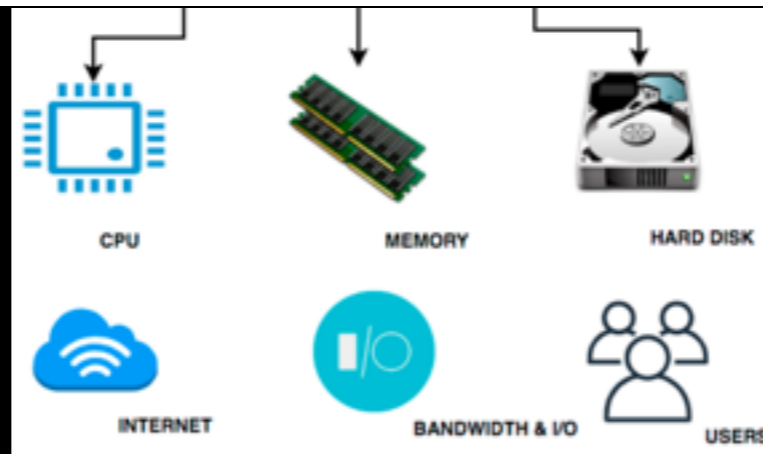 CPU
MEMORY
HARD DISK
I/O
INTERNET
BANDWIDTH & I/O
USERS